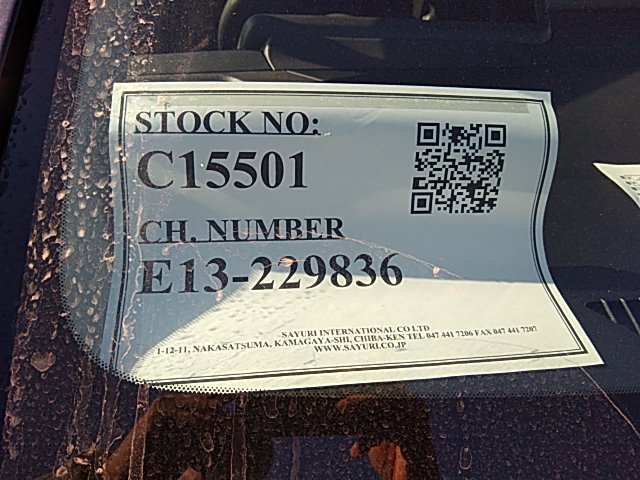 STOCK NO:
C15501
CH. NUMBER
E13-229836
SAYURI INTERNATIONAL CO LTD
1-12-11, NAKASATSUMA, KAMAGAYA-SHI, CHIBA-KEN TEL 047 441 7206 FAX 047 441 7207
WWW.SAYURI.CO.JP